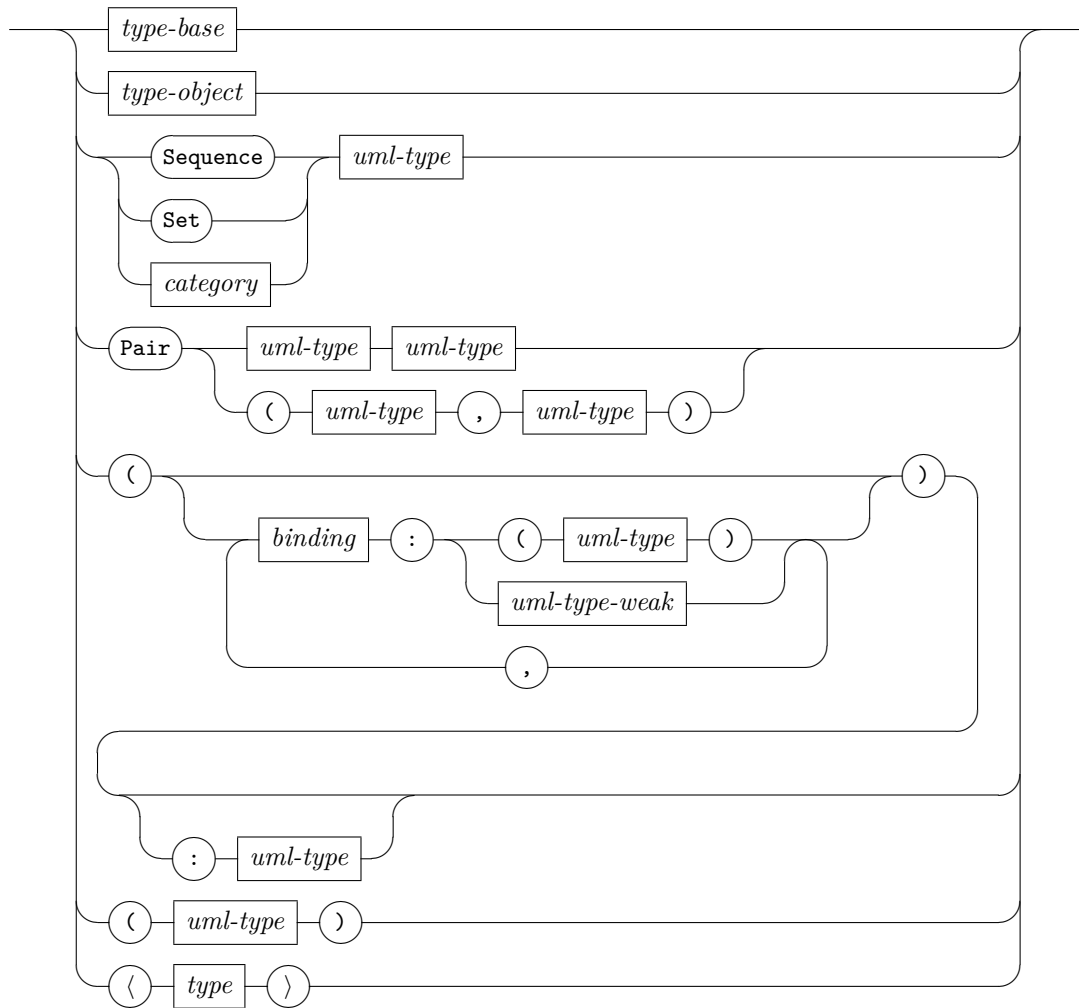 type-base
type-object
Sequence uml-type
Set
category
Pair uml-type uml-type
( uml-type , uml-type )
( )
binding : ( uml-type )
uml-type-weak
,
: uml-type
( uml-type )
⟨ type ⟩